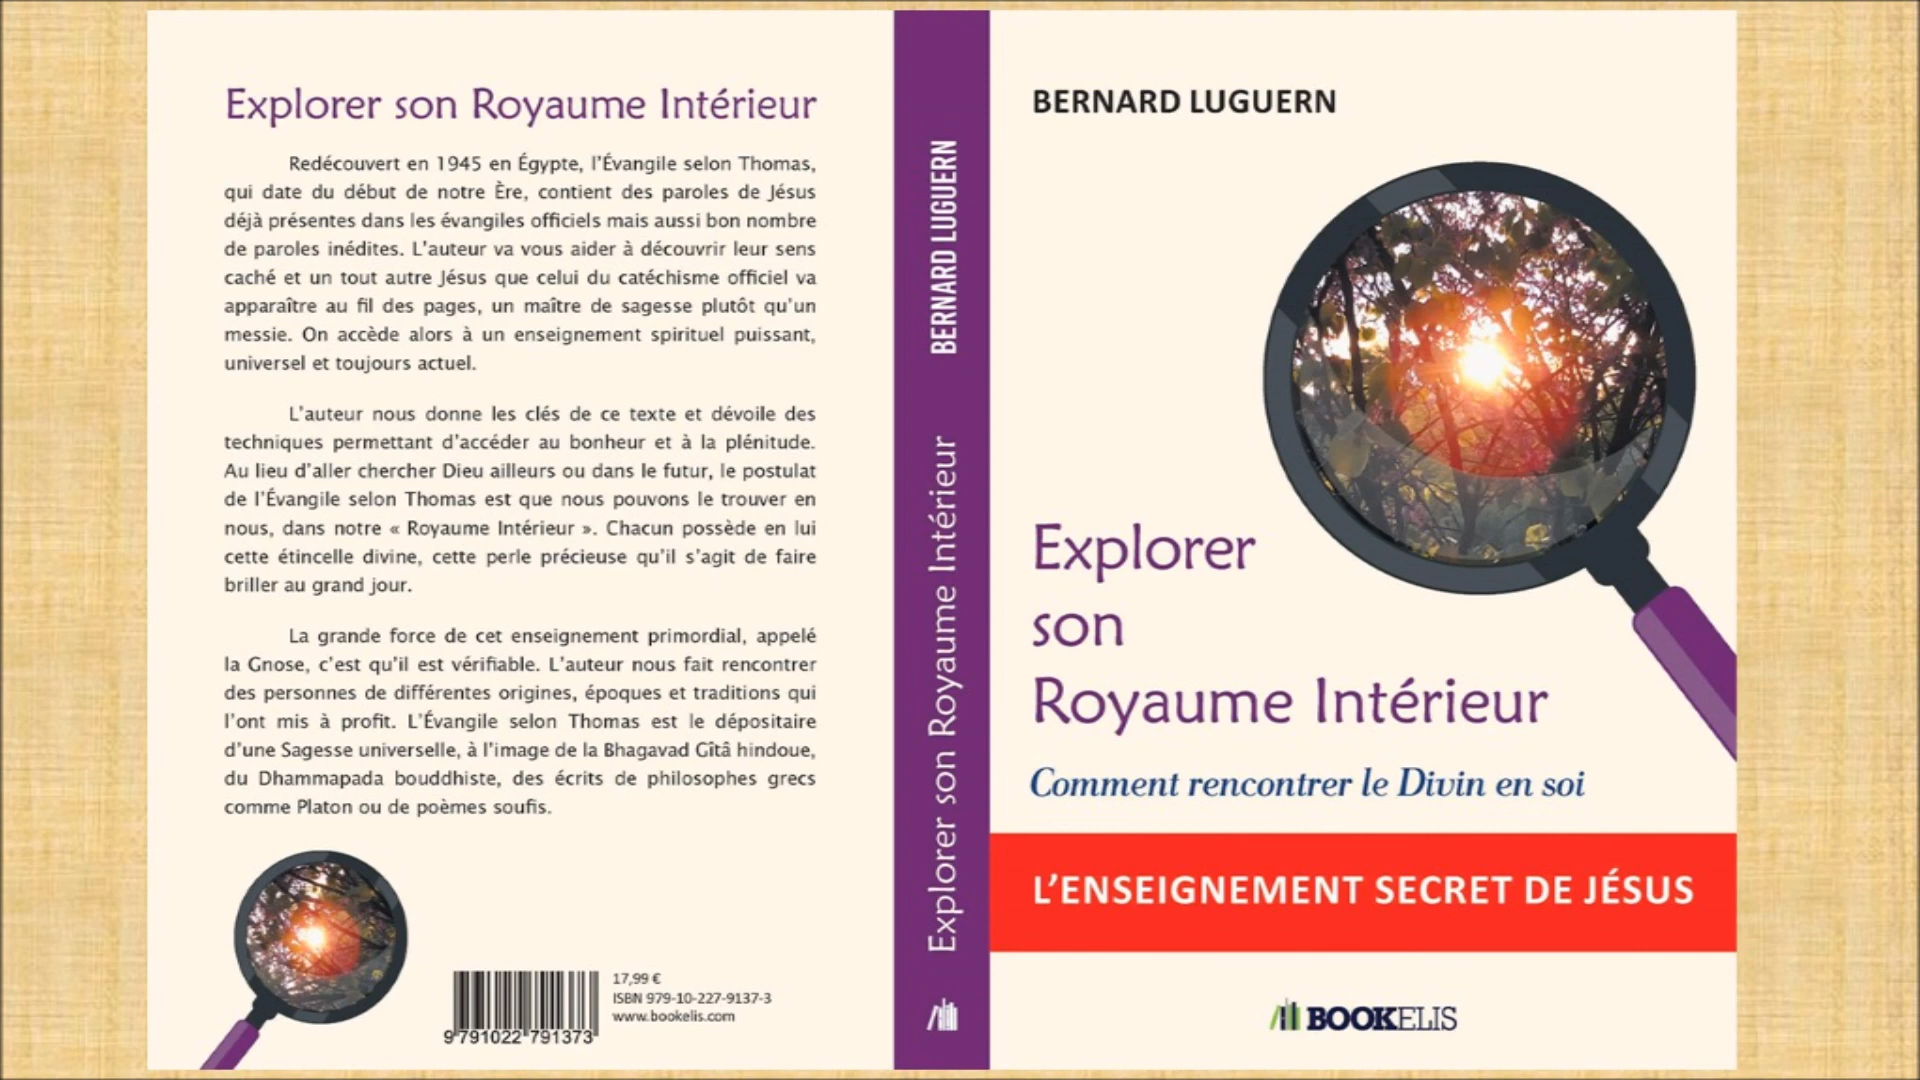 Explorer son Royaume Intérieur
Redécouvert en 1945 en Égypte, l'Évangile selon Thomas,
qui date du début de notre Ère, contient des paroles de Jésus
déjà présentes dans les évangiles officiels mais aussi bon nombre
de paroles inédites. L'auteur va vous aider à découvrir leur sens
caché et un tout autre Jésus que celui du catéchisme officiel va
apparaître au fil des pages, un maître de sagesse plutôt qu'un
messie. On accède alors à un enseignement spirituel puissant,
universel et toujours actuel.
L'auteur nous donne les clés de ce texte et dévoile des
techniques permettant d'accéder au bonheur et à la plénitude.
Au lieu d'aller chercher Dieu ailleurs ou dans le futur, le postulat
de l'Évangile selon Thomas est que nous pouvons le trouver en
nous, dans notre « Royaume Intérieur ». Chacun possède en lui
cette étincelle divine, cette perle précieuse qu'il s'agit de faire
briller au grand jour.
La grande force de cet enseignement primordial, appelé
la Gnose, c'est qu'il est vérifiable. L'auteur nous fait rencontrer
des personnes de différentes origines, époques et traditions qui
l'ont mis à profit. L'Évangile selon Thomas est le dépositaire
d'une Sagesse universelle, à l'image de la Bhagavad Gîtâ hindoue,
du Dhammapada bouddhiste, des écrits de philosophes grecs
comme Platon ou de poèmes soufis.
17,99 €
ISBN 979-10-227-9137-3
www.bookelis.com
9 791022 791373
Explorer son Royaume Intérieur BERNARD LUGUERN
BERNARD LUGUERN
Explorer
son
Royaume Intérieur
Comment rencontrer le Divin en soi
L'ENSEIGNEMENT SECRET DE JÉSUS
BOOKELIS